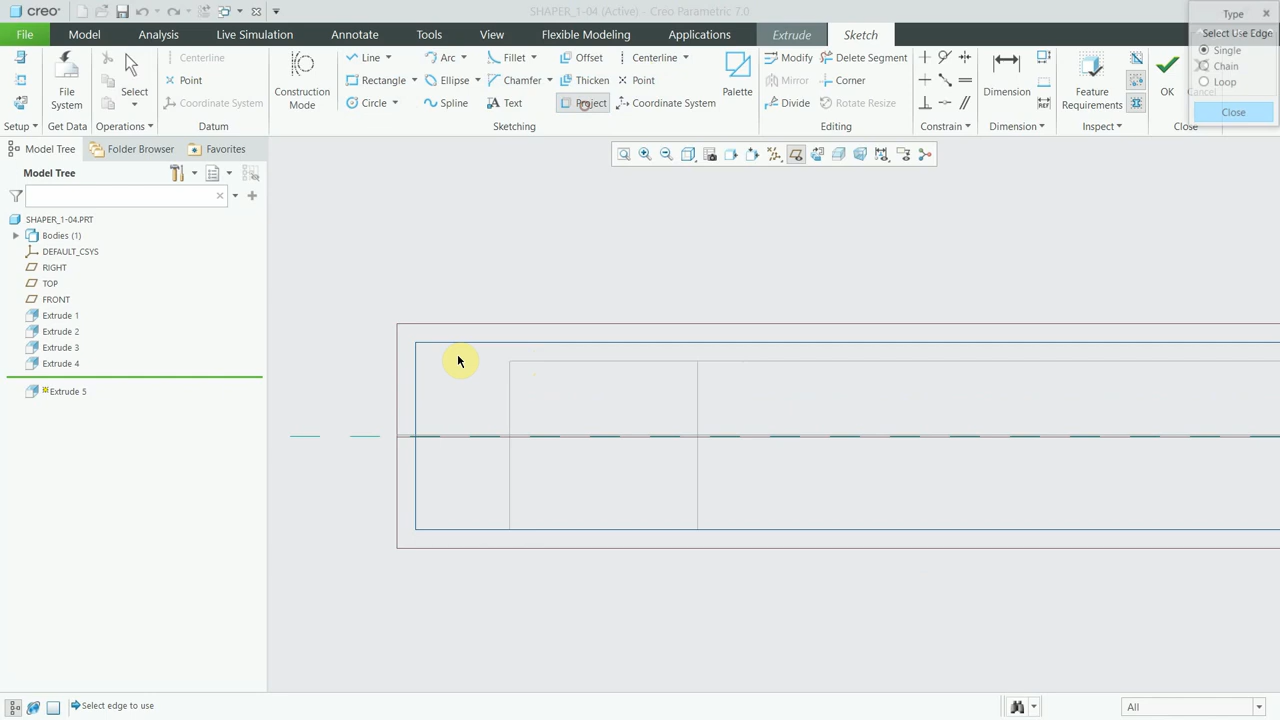 creo
SHAPER_1-04 (Active) - Creo Parametric 7.0
Type
File Model Analysis Live Simulation Annotate Tools View Flexible Modeling Applications Extrude Sketch
Select Use Edge
Single
Chain
Loop
Close
File System
Select
Centerline
Point
Coordinate System
Construction Mode
Line Arc Fillet Offset Centerline
Rectangle Ellipse Chamfer Thicken Point
Circle Spline Text Project Coordinate System
Palette
Modify Delete Segment
Mirror Corner
Divide Rotate Resize
Dimension
REF
Feature Requirements
OK
Cancel
Setup Get Data Operations Datum Sketching Editing Constrain Dimension Inspect Close
Model Tree Folder Browser Favorites
Model Tree
SHAPER_1-04.PRT
Bodies (1)
DEFAULT_CSYS
RIGHT
TOP
FRONT
Extrude 1
Extrude 2
Extrude 3
Extrude 4
Extrude 5
Select edge to use
All